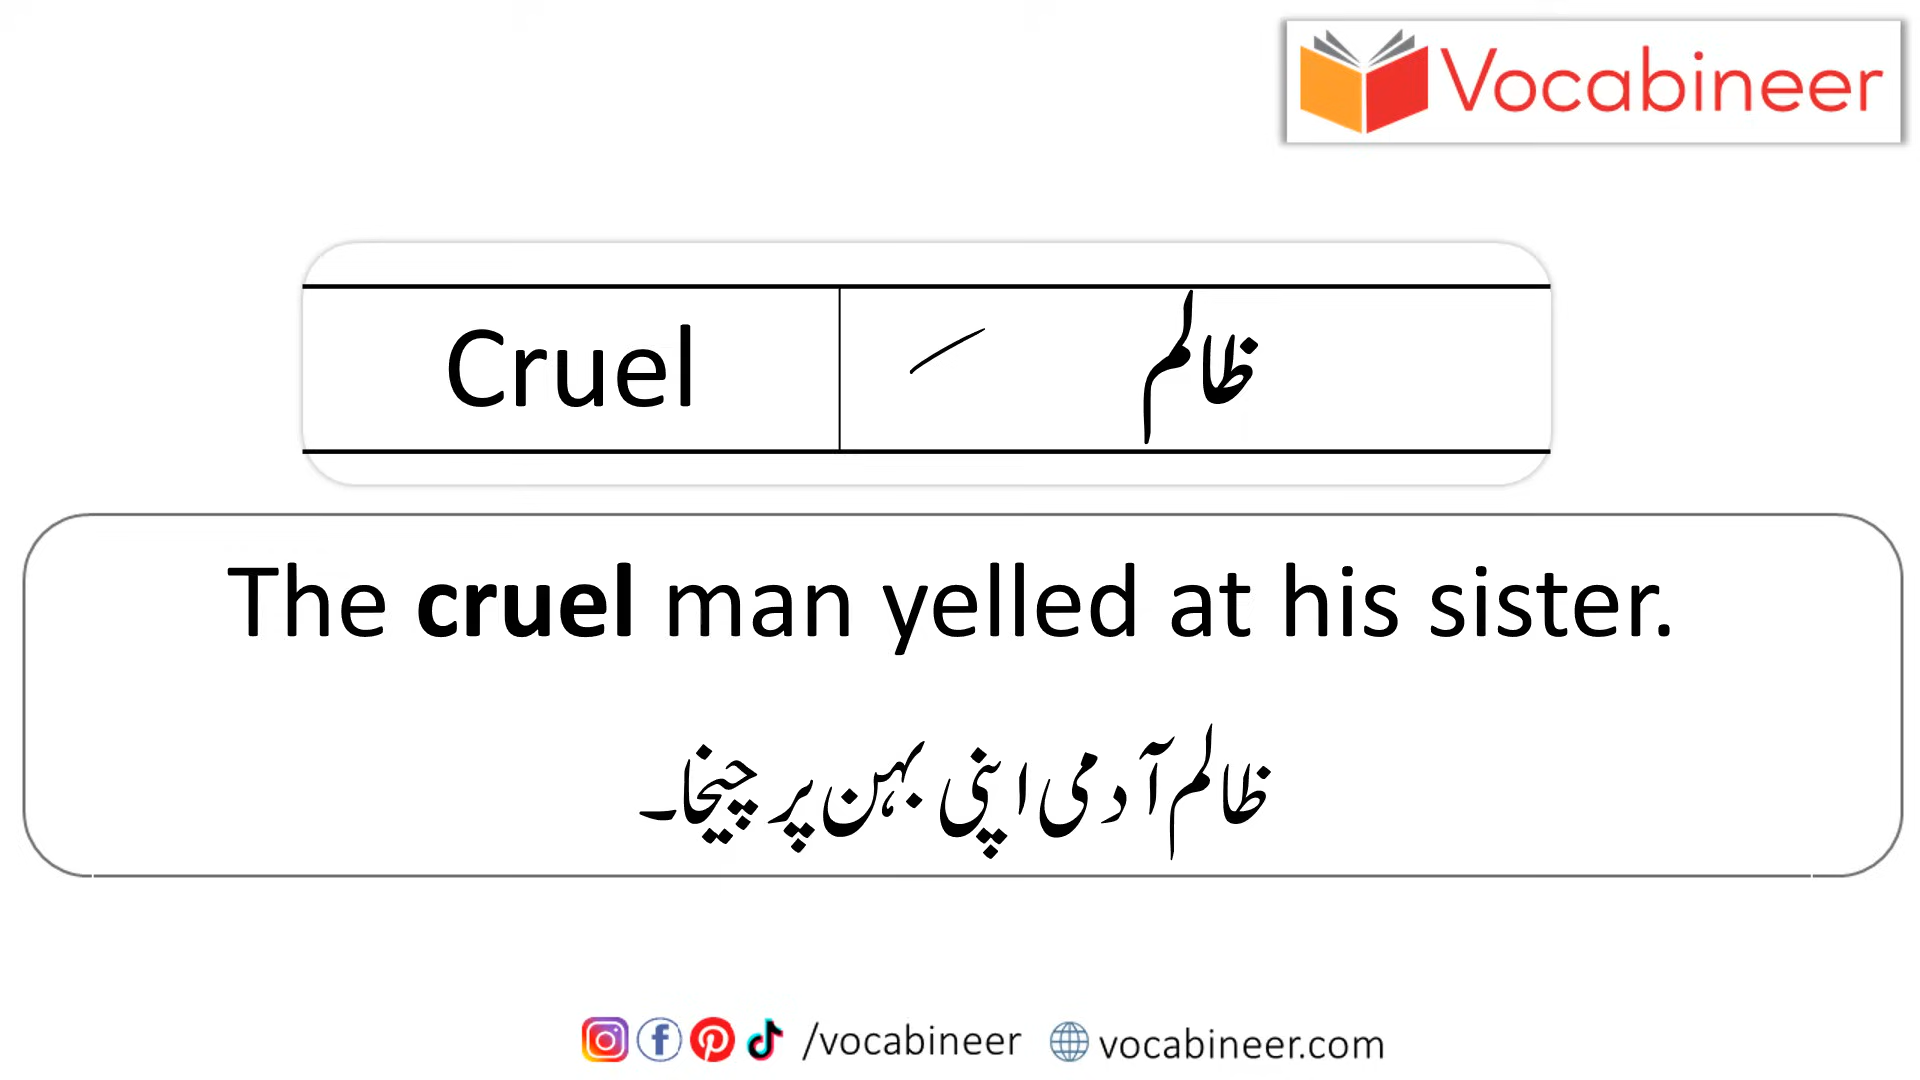 Vocabineer
Cruel ظالم
The cruel man yelled at his sister.
ظالم آدمی اپنی بہن پر چیخا۔
/vocabineer vocabineer.com